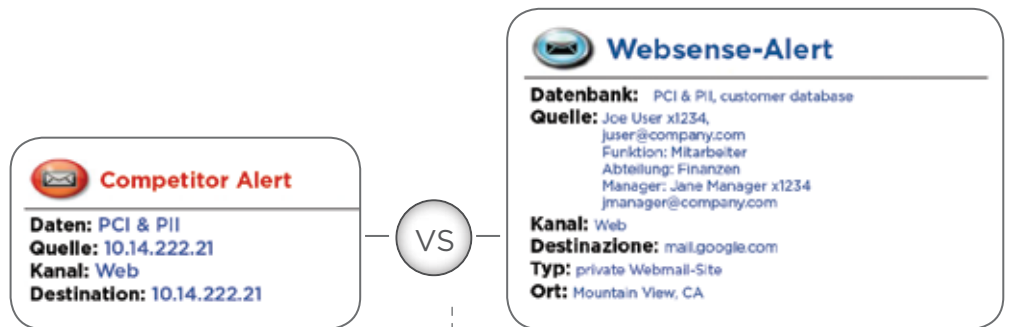 Competitor Alert
Daten: PCI & PII
Quelle: 10.14.222.21
Kanal: Web
Destination: 10.14.222.21
VS
Websense-Alert
Datenbank: PCI & PII, customer database
Quelle: Joe User x1234,
juser@company.com
Funktion: Mitarbeiter
Abteilung: Finanzen
Manager: Jane Manager x1234
jmanager@company.com
Kanal: Web
Destinazione: mail.google.com
Typ: private Webmail-Site
Ort: Mountain View, CA